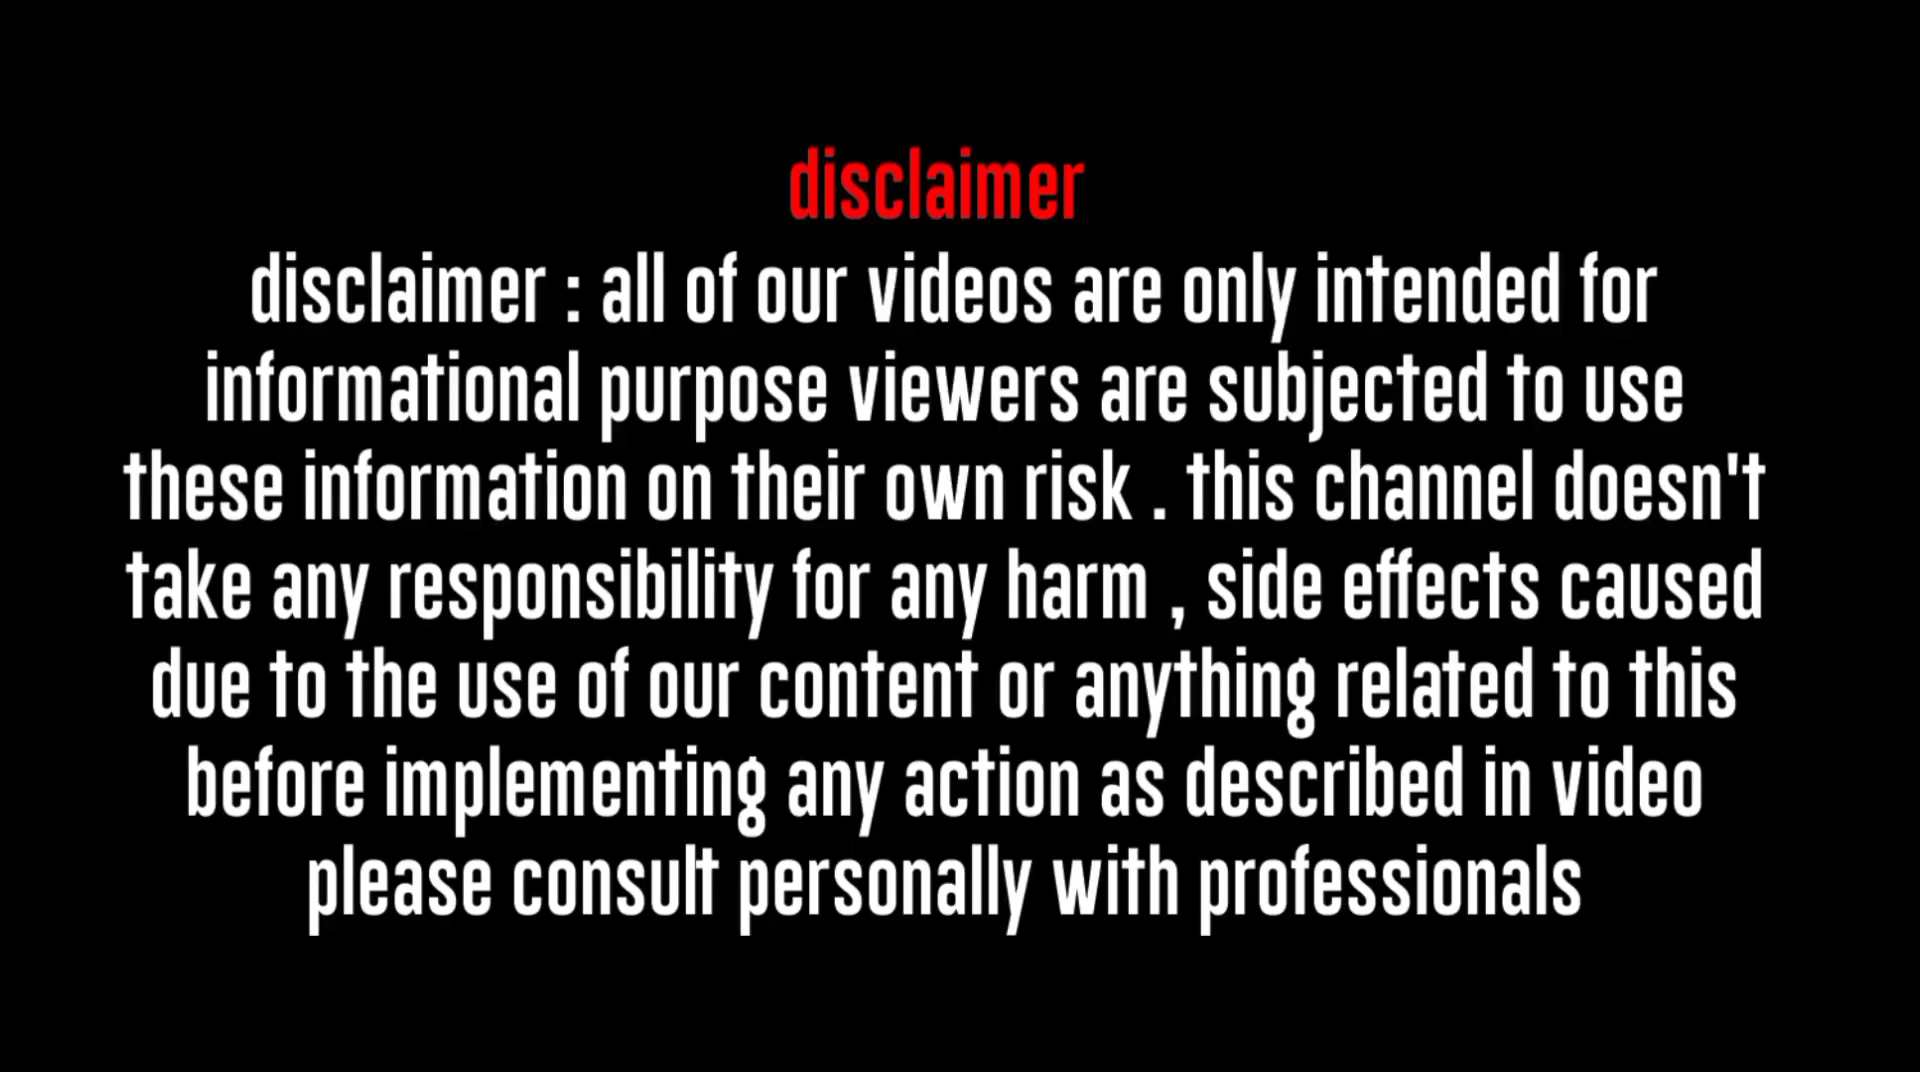 disclaimer
disclaimer : all of our videos are only intended for
informational purpose viewers are subjected to use
these information on their own risk . this channel doesn't
take any responsibility for any harm , side effects caused
due to the use of our content or anything related to this
before implementing any action as described in video
please consult personally with professionals